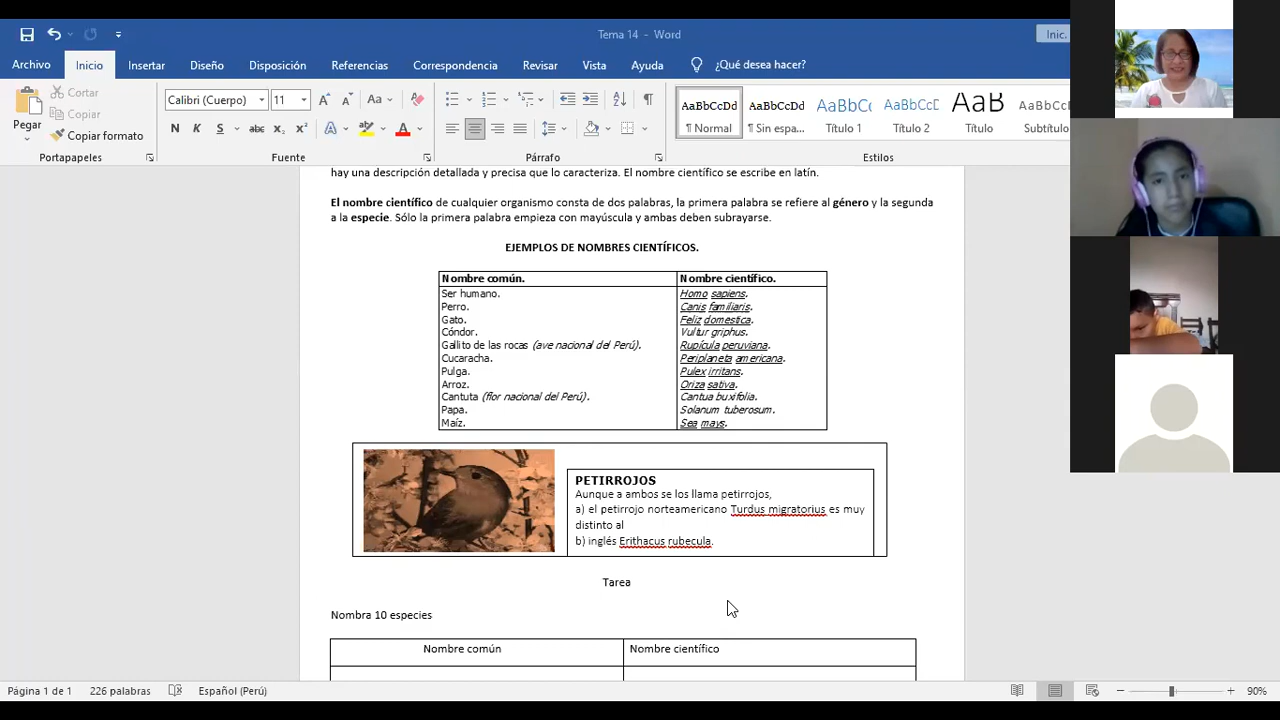 Tema 14 - Word
Inic.
Archivo Inicio Insertar Diseño Disposición Referencias Correspondencia Revisar Vista Ayuda ¿Qué desea hacer?
Pegar
Cortar
Copiar
Copiar formato
Portapapeles
Calibri (Cuerpo) 11
Aa
N K S abc x₂ x²
Fuente
Párrafo
AaBbCcDd AaBbCcDd AaBbC AaBbCcD AaB AaBbCcD
¶ Normal ¶ Sin espa... Título 1 Título 2 Título Subtítulo
Estilos
hay una descripción detallada y precisa que lo caracteriza. El nombre científico se escribe en latín.
El nombre científico de cualquier organismo consta de dos palabras, la primera palabra se refiere al género y la segunda
a la especie. Sólo la primera palabra empieza con mayúscula y ambas deben subrayarse.
EJEMPLOS DE NOMBRES CIENTÍFICOS.
Nombre común. Nombre científico.
Ser humano. Homo sapiens.
Perro. Canis familiaris.
Gato. Feliz domestica.
Cóndor. Vultur griphus.
Gallito de las rocas (ave nacional del Perú). Rupícula peruviana.
Cucaracha. Periplaneta americana.
Pulga. Pulex irritans.
Arroz. Oriza sativa.
Cantuta (flor nacional del Perú). Cantua buxifolia.
Papa. Solanum tuberosum.
Maíz. Sea mays.
PETIRROJOS
Aunque a ambos se los llama petirrojos,
a) el petirrojo norteamericano Turdus migratorius es muy
distinto al
b) inglés Erithacus rubecula.
Tarea
Nombra 10 especies
Nombre común Nombre científico
Página 1 de 1 226 palabras Español (Perú) 90%